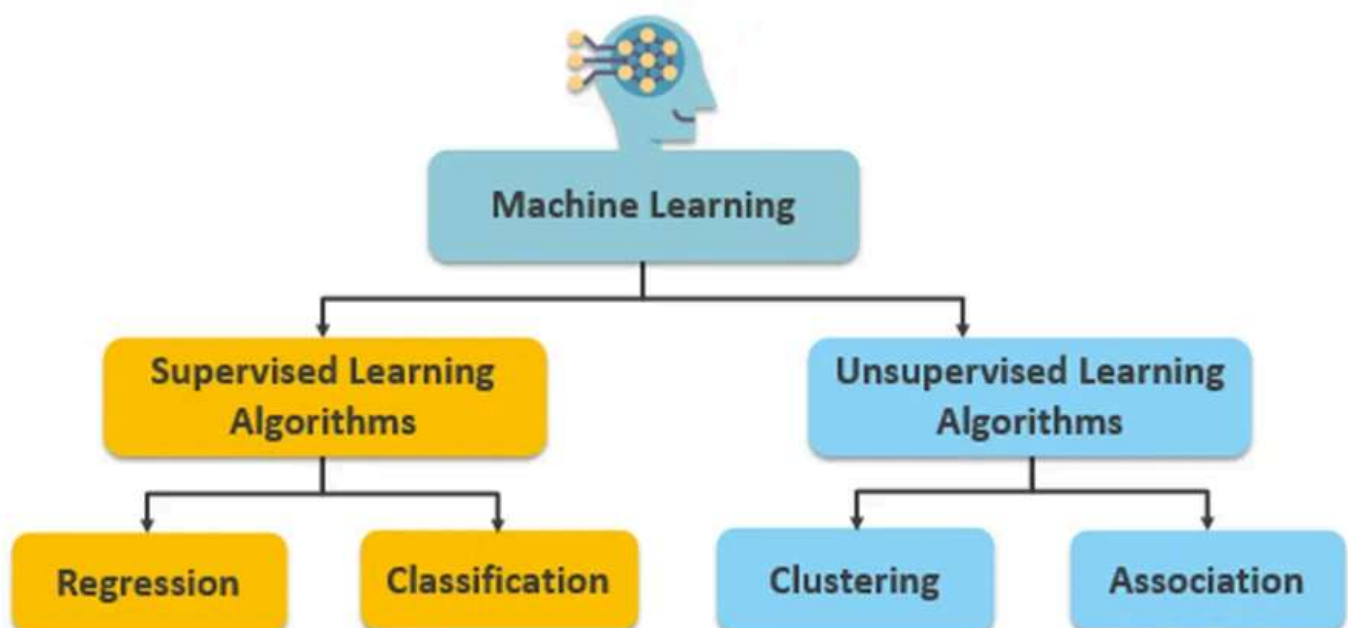 Machine Learning
Supervised Learning
Algorithms
Unsupervised Learning
Algorithms
Regression
Classification
Clustering
Association